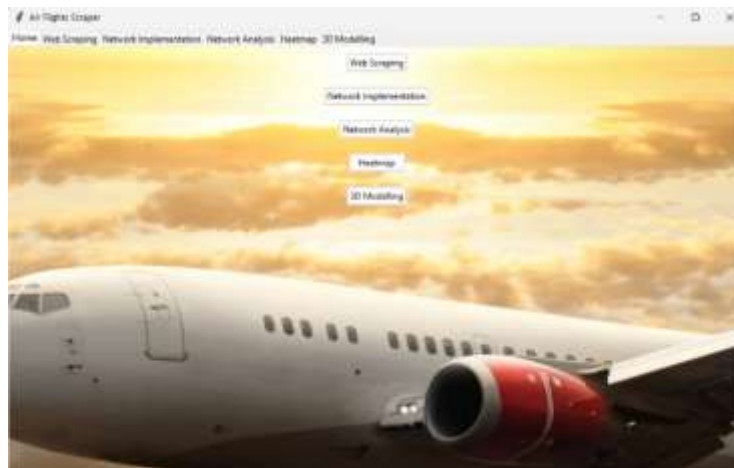 Air Flights Scraper
Home Web Scraping Network Implementation Network Analysis Heatmap 3D Modelling
Web Scraping
Network Implementation
Network Analysis
Heatmap
3D Modelling